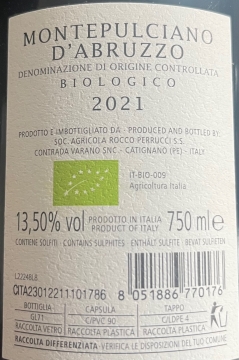 MONTEPULCIANO
D'ABRUZZO
DENOMINAZIONE DI ORIGINE CONTROLLATA
BIOLOGICO
2021
PRODOTTO E IMBOTTIGLIATO DA - PRODUCED AND BOTTLED BY:
SOC. AGRICOLA ROCCO PERRUCCI S.S.
CONTRADA VARANO SNC - CATIGNANO (PE) - ITALY
IT-BIO-009
Agricoltura Italia
13,50% vol PRODOTTO IN ITALIA 750 ml e
PRODUCT OF ITALY
CONTIENE SOLFITI - CONTAINS SULPHITES - ENTHÄLT SULFITE - BEVAT SULFIETEN
L2224BLB
CITA23012211101786 8 051886 770176
BOTTIGLIA CAPSULA TAPPO
GL71 C/PVC 90 C/LDPE 4
RACCOLTA VETRO RACCOLTA PLASTICA RACCOLTA PLASTICA
RACCOLTA DIFFERENZIATA - VERIFICA LE DISPOSIZIONI DEL TUO COMUNE